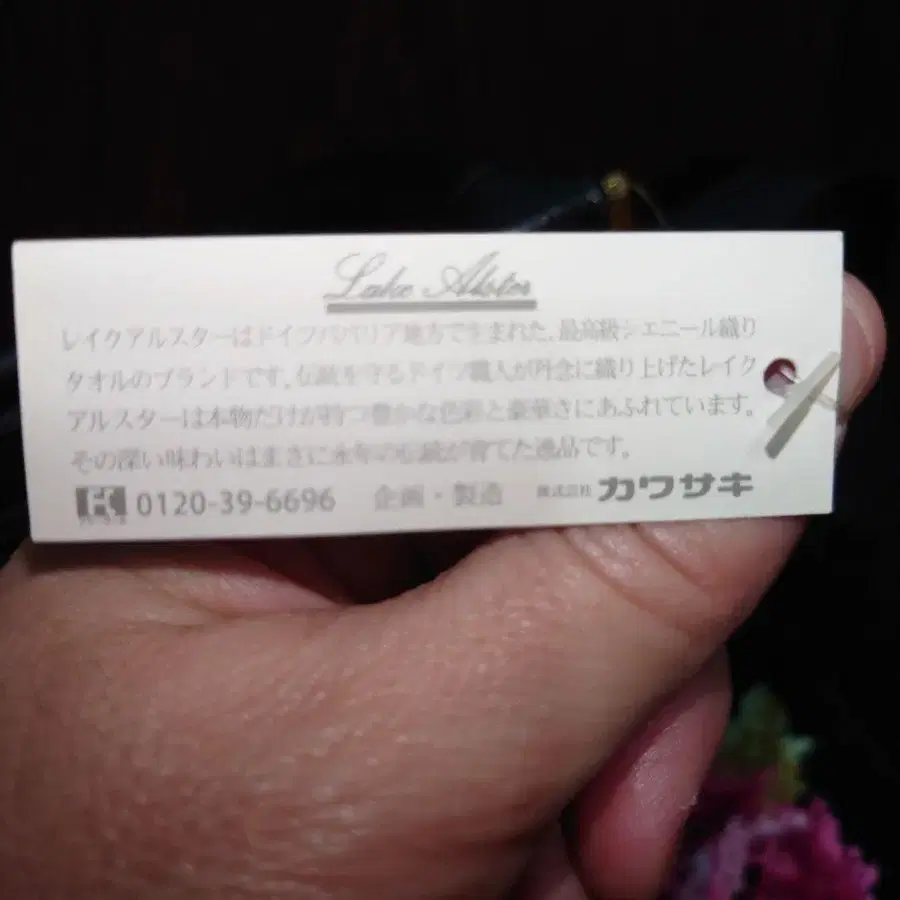 Lake Alster
レイクアルスターはドイツババリア地方で生まれた、最高級シェニール織り
タオルのブランドです。伝統を守るドイツ職人が丹念に織り上げたレイク
アルスターは本物だけが持つ豊かな色彩と豪華さにあふれています。
その深い味わいはまさに永年の伝統が育てた逸品です。
0120-39-6696 企画・製造 株式会社 カワサキ